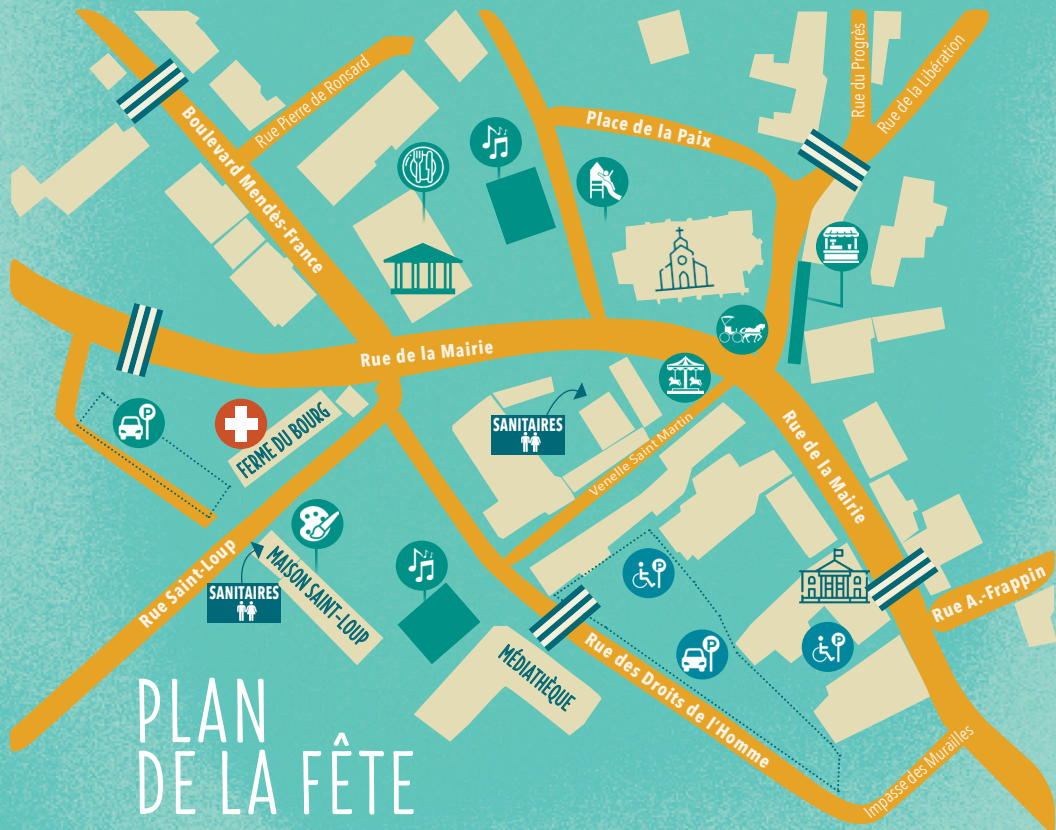 Rue du Progrès
Rue de la Libération
Rue Pierre de Ronsard
Boulevard Mendès-France
Place de la Paix
Rue de la Mairie
P
FERME DU BOURG
SANITAIRES
Venelle Saint Martin
Rue de la Mairie
Rue Saint-Loup
SANITAIRES
MAISON SAINT-LOUP
P
P
P
Rue A.-Frappin
MÉDIATHÈQUE
Rue des Droits de l'Homme
Impasse des Murailles
PLAN
DE LA FÊTE